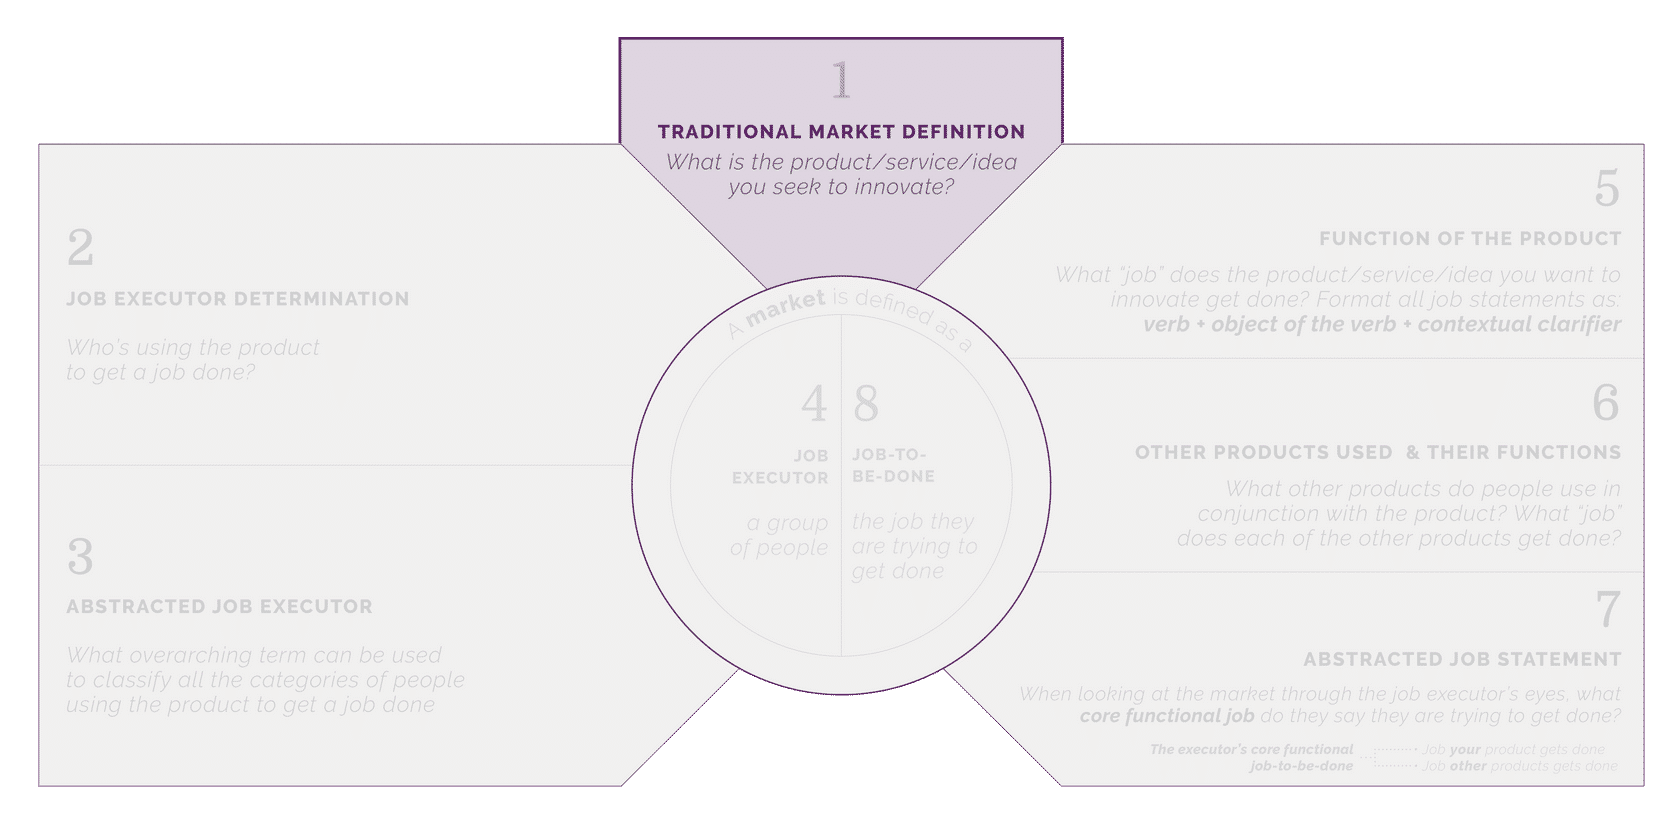 1
TRADITIONAL MARKET DEFINITION
What is the product/service/idea
you seek to innovate?
2
JOB EXECUTOR DETERMINATION
Who's using the product
to get a job done?
3
ABSTRACTED JOB EXECUTOR
What overarching term can be used
to classify all the categories of people
using the product to get a job done
A market is defined as a
4
JOB
EXECUTOR
a group
of people
8
JOB-TO-
BE-DONE
the job they
are trying to
get done
5
FUNCTION OF THE PRODUCT
What “job” does the product/service/idea you want to
innovate get done? Format all job statements as:
verb + object of the verb + contextual clarifier
6
OTHER PRODUCTS USED & THEIR FUNCTIONS
What other products do people use in
conjunction with the product? What “job”
does each of the other products get done?
7
ABSTRACTED JOB STATEMENT
When looking at the market through the job executor's eyes, what
core functional job do they say they are trying to get done?
The executor's core functional
job-to-be-done
Job your product gets done
Job other products gets done